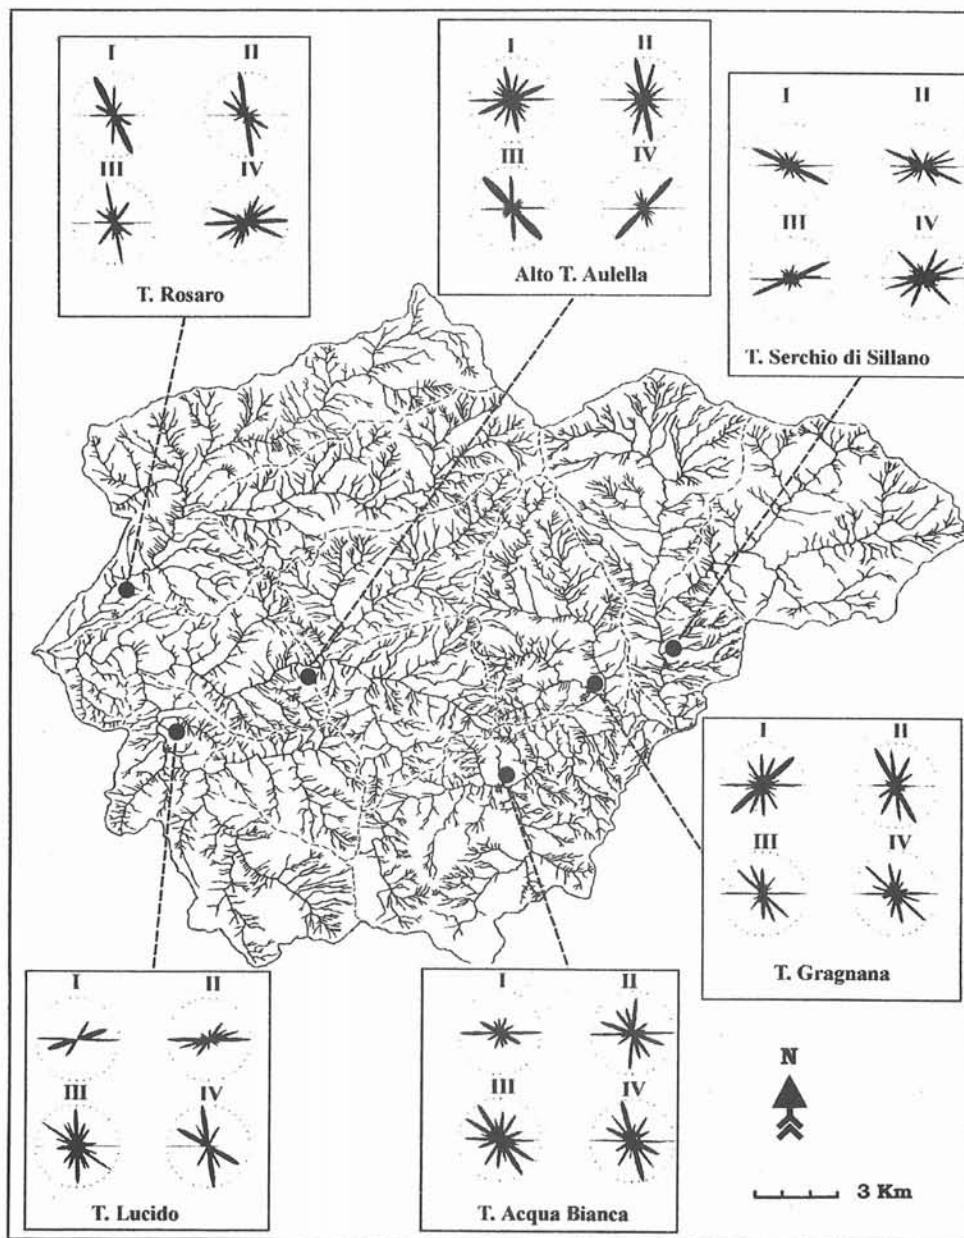 I II
III IV
T. Rosaro
I II
III IV
Alto T. Aulella
I II
III IV
T. Serchio di Sillano
I II
III IV
T. Gragnana
I II
III IV
T. Lucido
I II
III IV
T. Acqua Bianca
N
3 Km